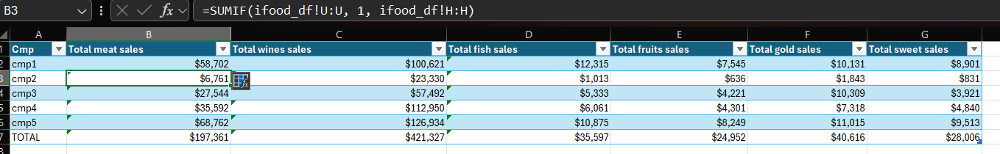 B3 fx =SUMIF(ifood_df!U:U, 1, ifood_df!H:H)
A B C D E F G
1 Cmp Total meat sales Total wines sales Total fish sales Total fruits sales Total gold sales Total sweet sales
2 cmp1 $58,702 $100,621 $12,315 $7,545 $10,131 $8,901
3 cmp2 $6,761 $23,330 $1,013 $636 $1,843 $831
4 cmp3 $27,544 $57,492 $5,333 $4,221 $10,309 $3,921
5 cmp4 $35,592 $112,950 $6,061 $4,301 $7,318 $4,840
6 cmp5 $68,762 $126,934 $10,875 $8,249 $11,015 $9,513
7 TOTAL $197,361 $421,327 $35,597 $24,952 $40,616 $28,006